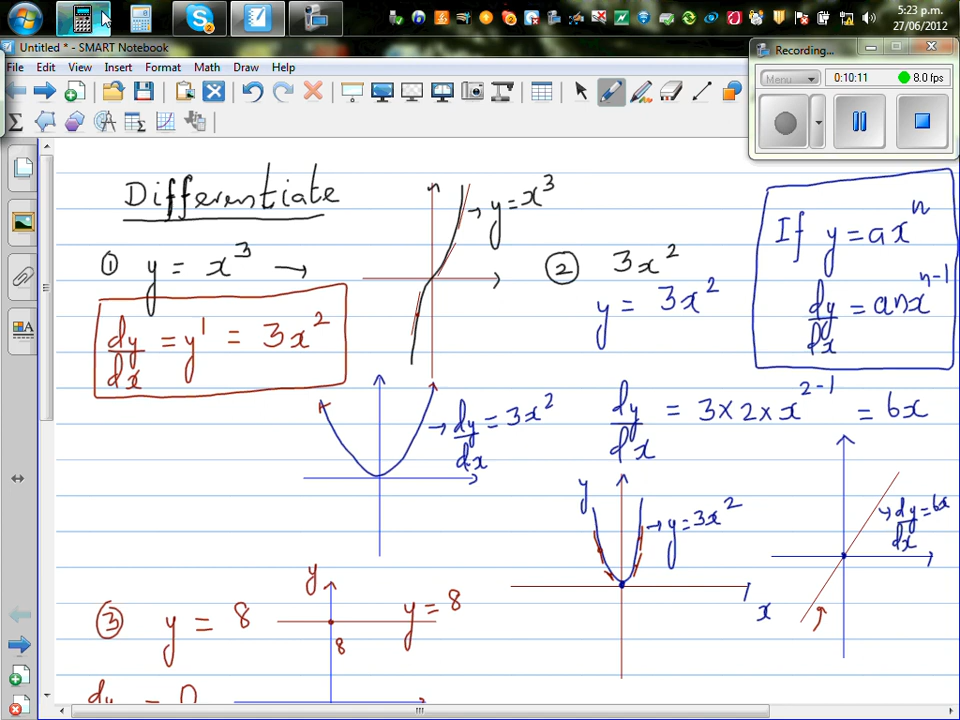 5:23 p.m.
27/06/2012
Untitled * - SMART Notebook
File Edit View Insert Format Math Draw Help
Recording...
Menu
0:10:11
8.0 fps
Differentiate
① y = x³ →
→ y = x³
dy/dx = y' = 3x²
→ dy/dx = 3x²
② 3x²
y = 3x²
If y = axⁿ
dy/dx = anxⁿ⁻¹
dy/dx = 3 × 2 × x²⁻¹ = 6x
y
→ y = 3x²
x
→ dy/dx = 6x
③ y = 8
y
y = 8
8
dy = 0